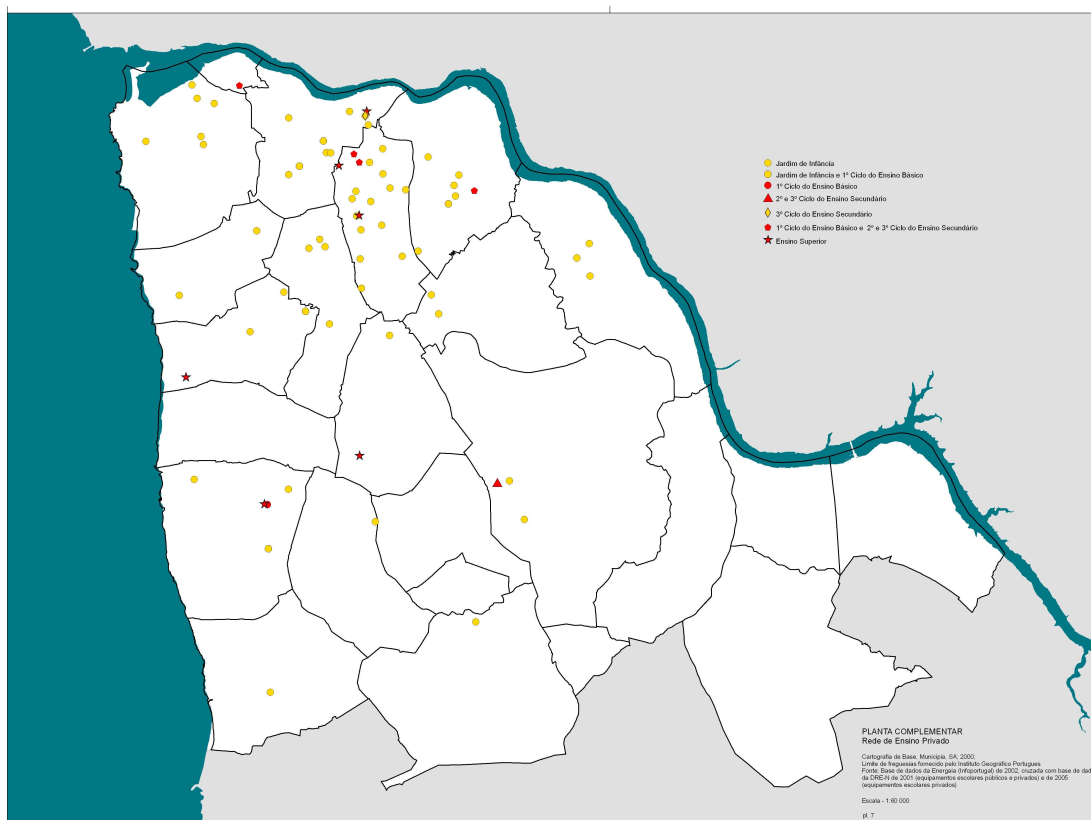 Jardim de Infância
Jardim de Infância e 1º Ciclo do Ensino Básico
1º Ciclo do Ensino Básico
2º e 3º Ciclo do Ensino Secundário
3º Ciclo do Ensino Secundário
1º Ciclo do Ensino Básico e 2º e 3º Ciclo do Ensino Secundário
Ensino Superior
PLANTA COMPLEMENTAR
Rede de Ensino Privado
Cartografia de Base, Municipia, SA; 2000;
Limite de freguesias fornecido pelo Instituto Geográfico Portugues
Fonte: Base de dados da Energaia (Infoportugal) de 2002, cruzada com base de dad
da DRE-N de 2001 (equipamentos escolares públicos e privados) e de 2005
(equipamentos escolares privados)
Escala - 1:60 000
pl. 7